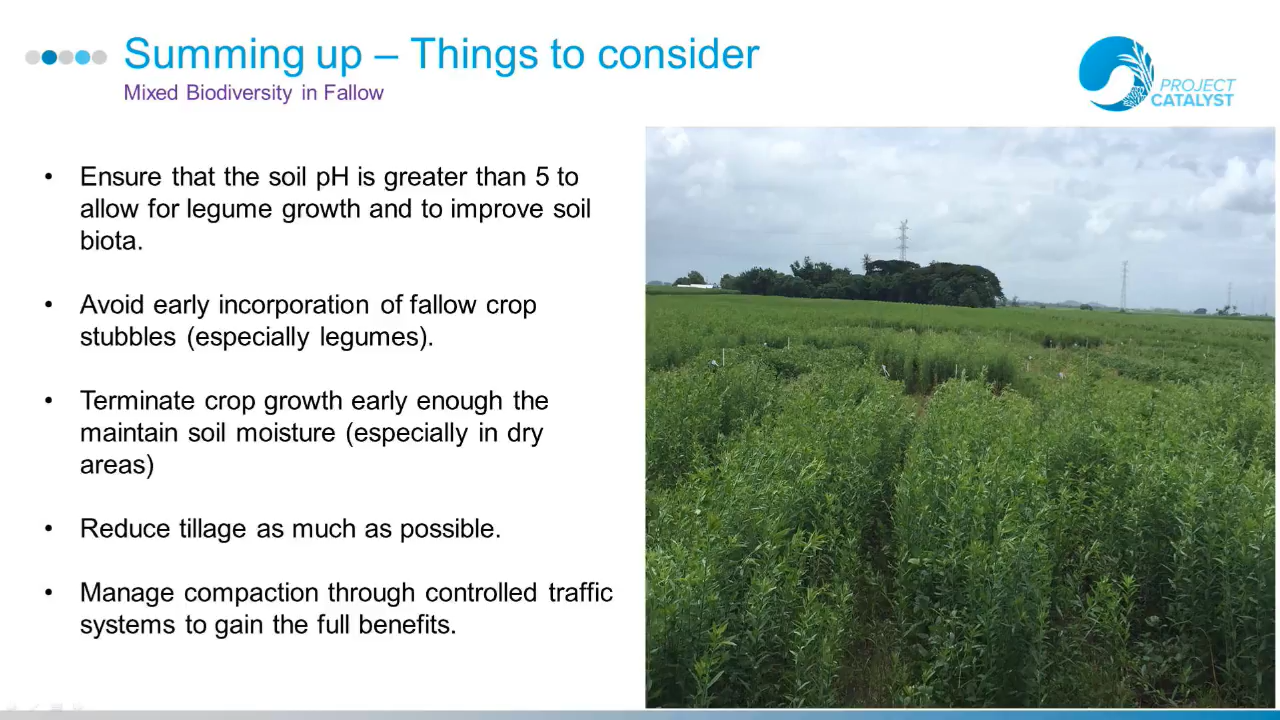 Summing up – Things to consider
Mixed Biodiversity in Fallow
PROJECT
CATALYST
• Ensure that the soil pH is greater than 5 to
allow for legume growth and to improve soil
biota.
• Avoid early incorporation of fallow crop
stubbles (especially legumes).
• Terminate crop growth early enough the
maintain soil moisture (especially in dry
areas)
• Reduce tillage as much as possible.
• Manage compaction through controlled traffic
systems to gain the full benefits.